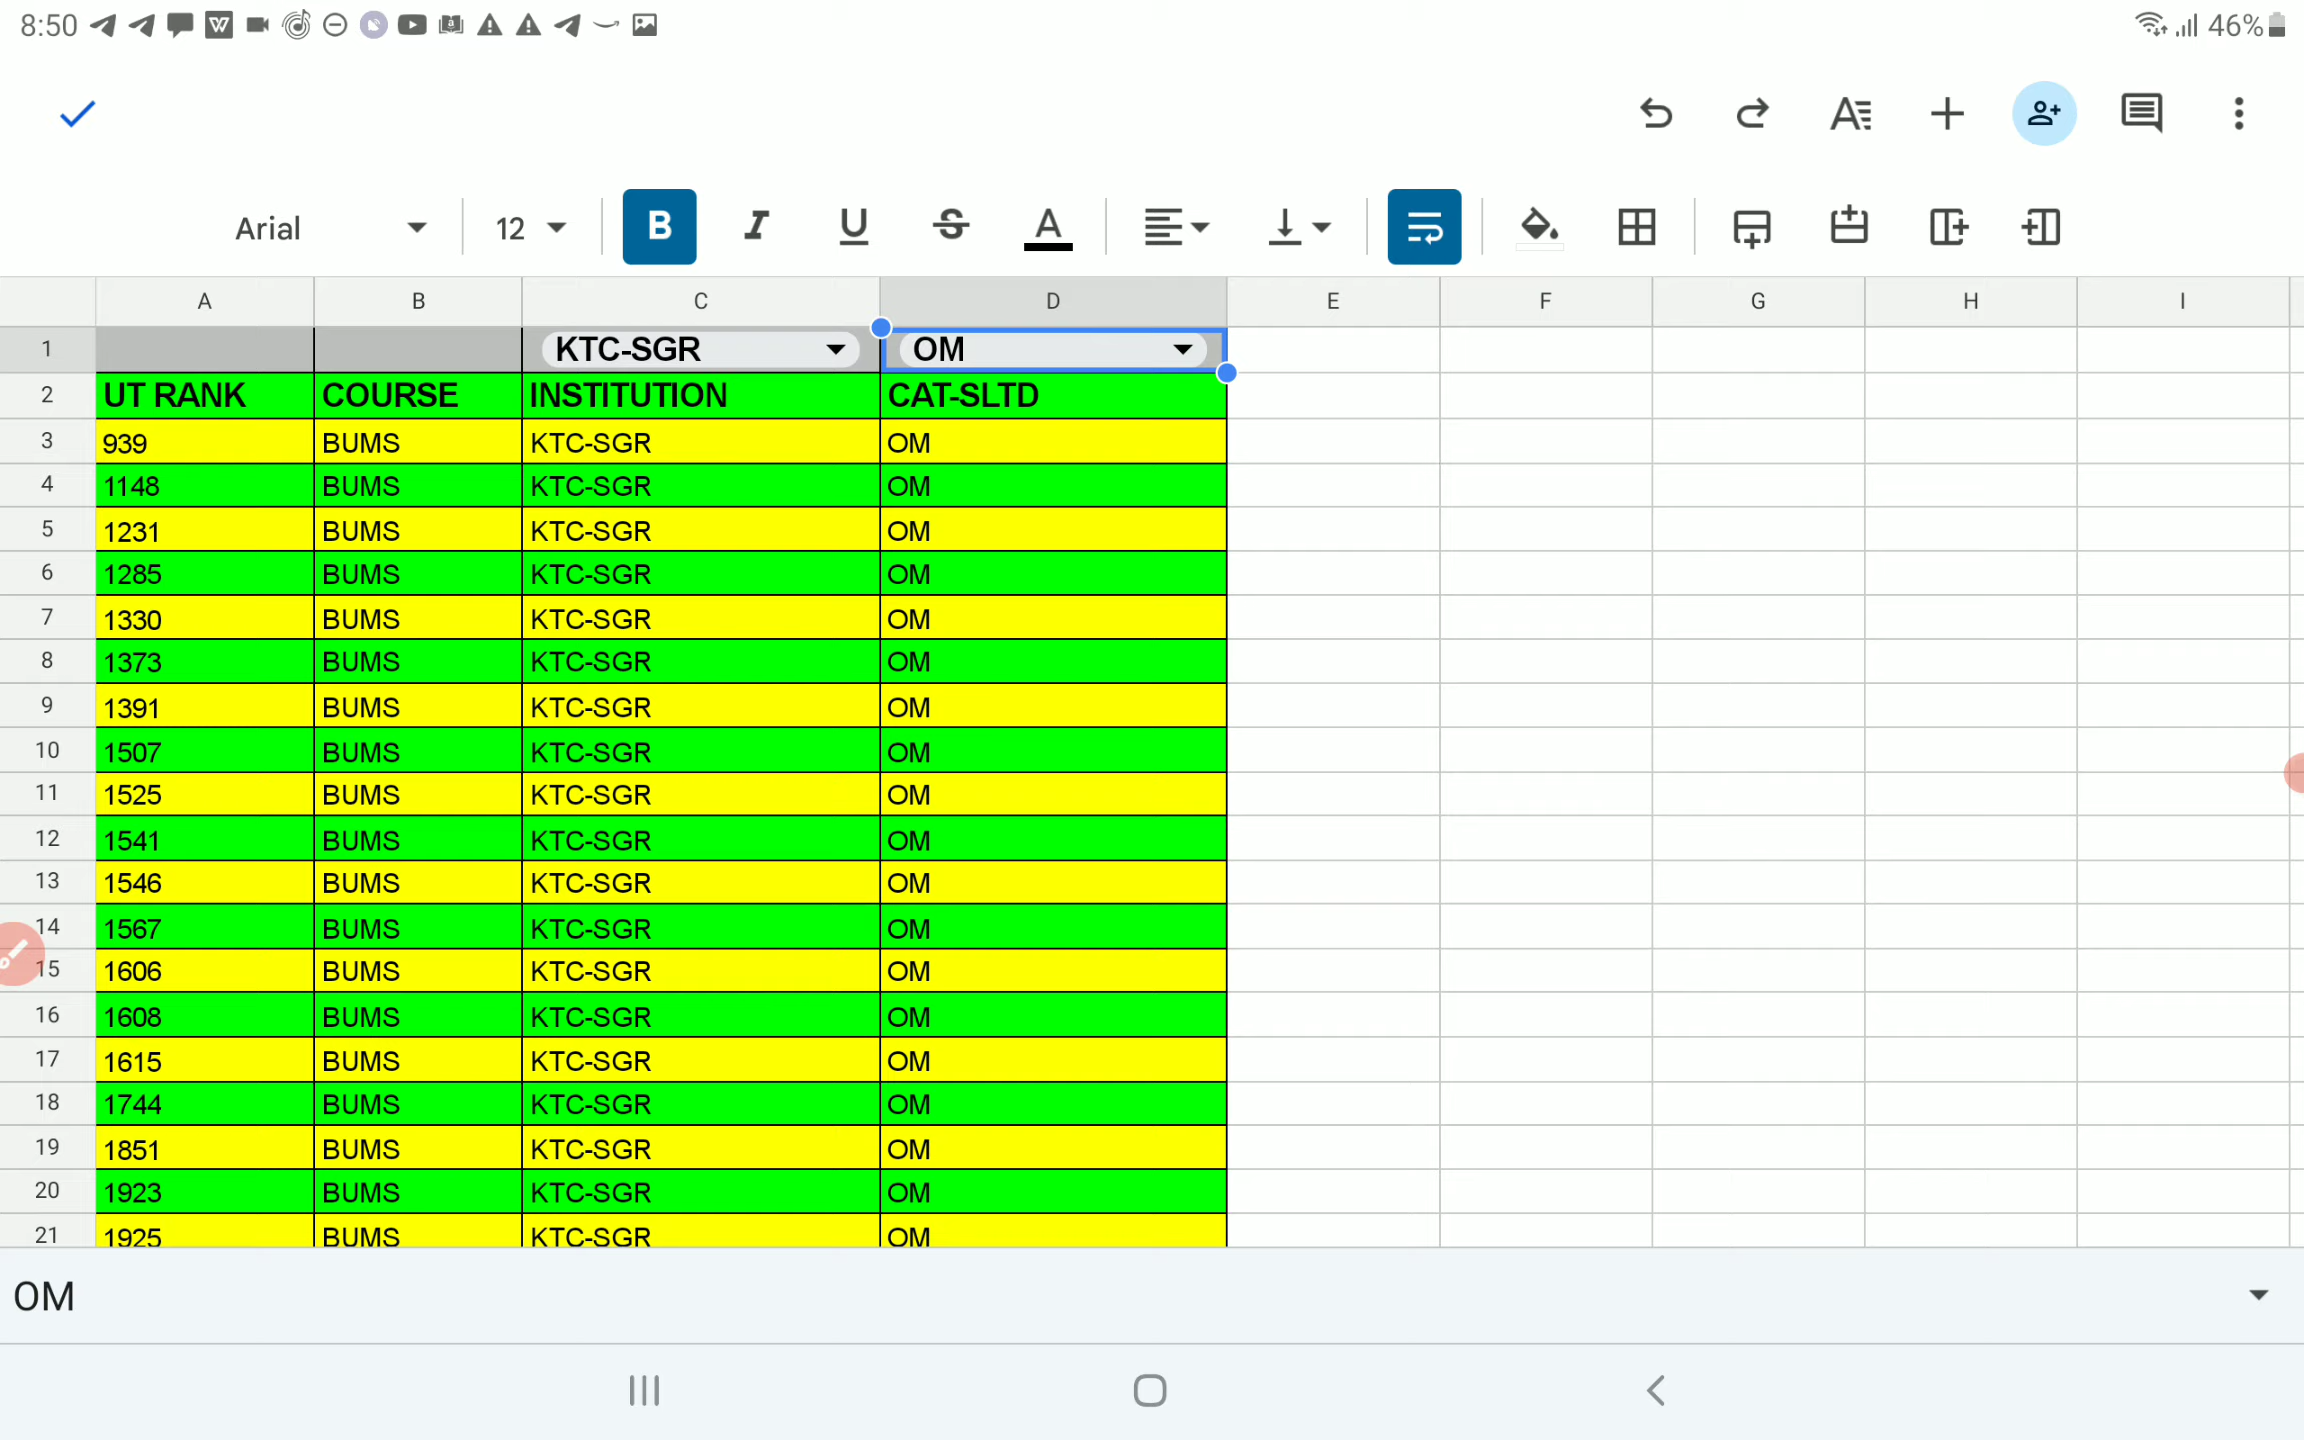 8:50 46%
Arial 12 B I U S A
A B C D E F G H I
1 KTC-SGR OM
2 UT RANK COURSE INSTITUTION CAT-SLTD
3 939 BUMS KTC-SGR OM
4 1148 BUMS KTC-SGR OM
5 1231 BUMS KTC-SGR OM
6 1285 BUMS KTC-SGR OM
7 1330 BUMS KTC-SGR OM
8 1373 BUMS KTC-SGR OM
9 1391 BUMS KTC-SGR OM
10 1507 BUMS KTC-SGR OM
11 1525 BUMS KTC-SGR OM
12 1541 BUMS KTC-SGR OM
13 1546 BUMS KTC-SGR OM
14 1567 BUMS KTC-SGR OM
15 1606 BUMS KTC-SGR OM
16 1608 BUMS KTC-SGR OM
17 1615 BUMS KTC-SGR OM
18 1744 BUMS KTC-SGR OM
19 1851 BUMS KTC-SGR OM
20 1923 BUMS KTC-SGR OM
21 1925 BUMS KTC-SGR OM
OM